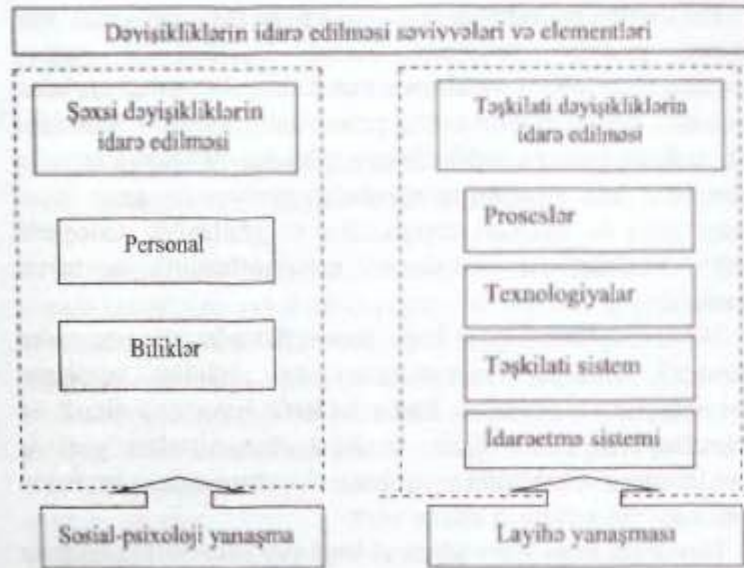 Dəyişikliklərin idarə edilməsi səviyyələri və elementləri
Şəxsi dəyişikliklərin
idarə edilməsi
Personal
Biliklər
Sosial-psixoloji yanaşma
Təşkilati dəyişikliklərin
idarə edilməsi
Proseslər
Texnologiyalar
Təşkilati sistem
İdarəetmə sistemi
Layihə yanaşması